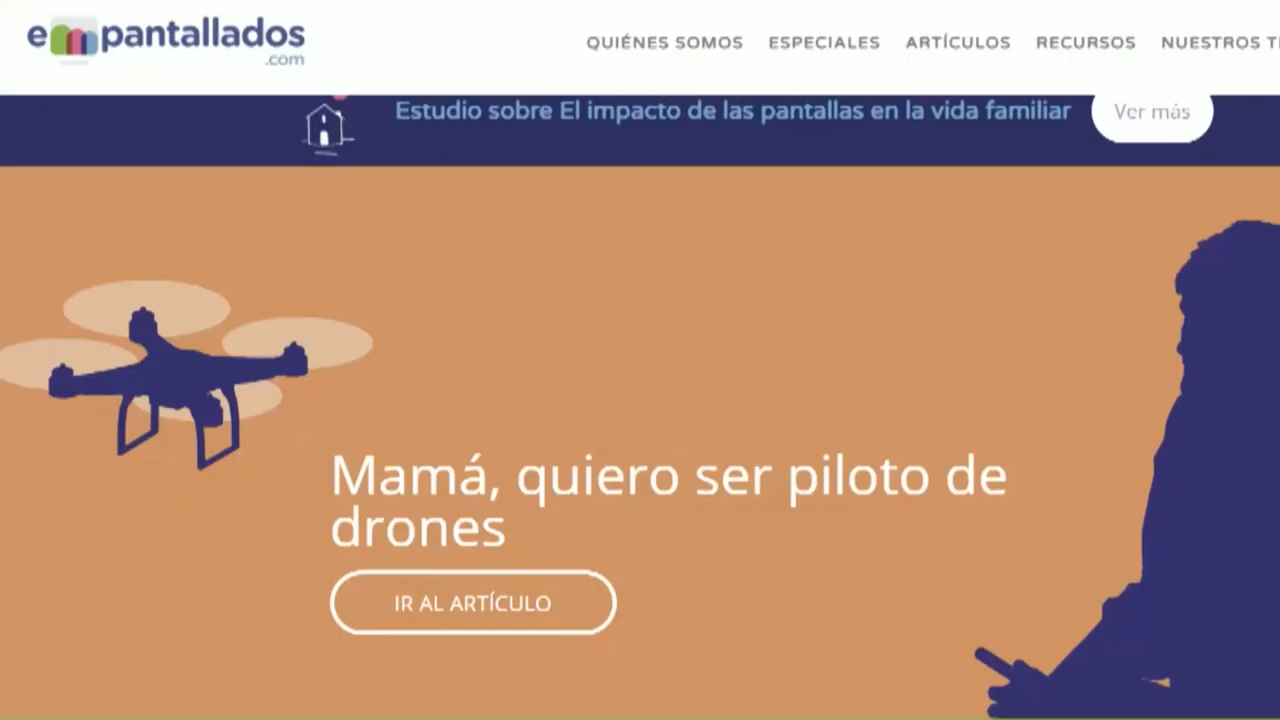 empantallados
.com
QUIÉNES SOMOS ESPECIALES ARTÍCULOS RECURSOS NUESTROS
Estudio sobre El impacto de las pantallas en la vida familiar Ver más
Mamá, quiero ser piloto de
drones
IR AL ARTÍCULO